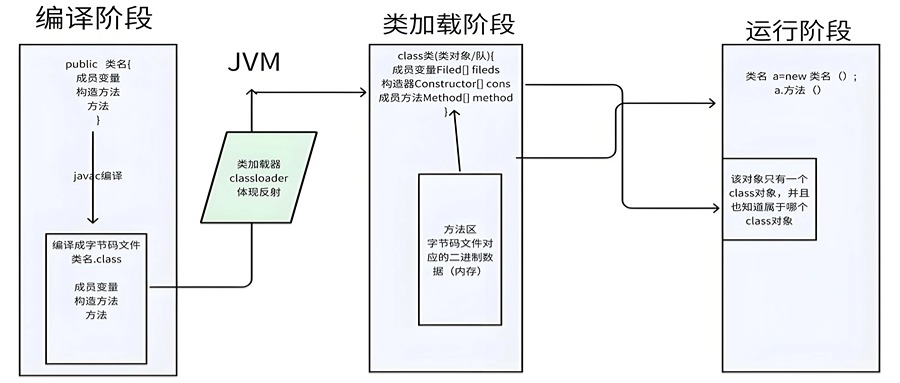 编译阶段
public 类名{
成员变量
构造方法
方法
}
javac编译
编译成字节码文件
类名.class
成员变量
构造方法
方法
JVM
类加载器
classloader
体现反射
类加载阶段
class类(类对象/队){
成员变量Filed[] fileds
构造器Constructor[] cons
成员方法Method[] method
}
方法区
字节码文件对
应的二进制数
据（内存）
运行阶段
类名 a=new 类名（）;
a.方法（）
该对象只有一个
class对象，并且
也知道属于哪个
class对象